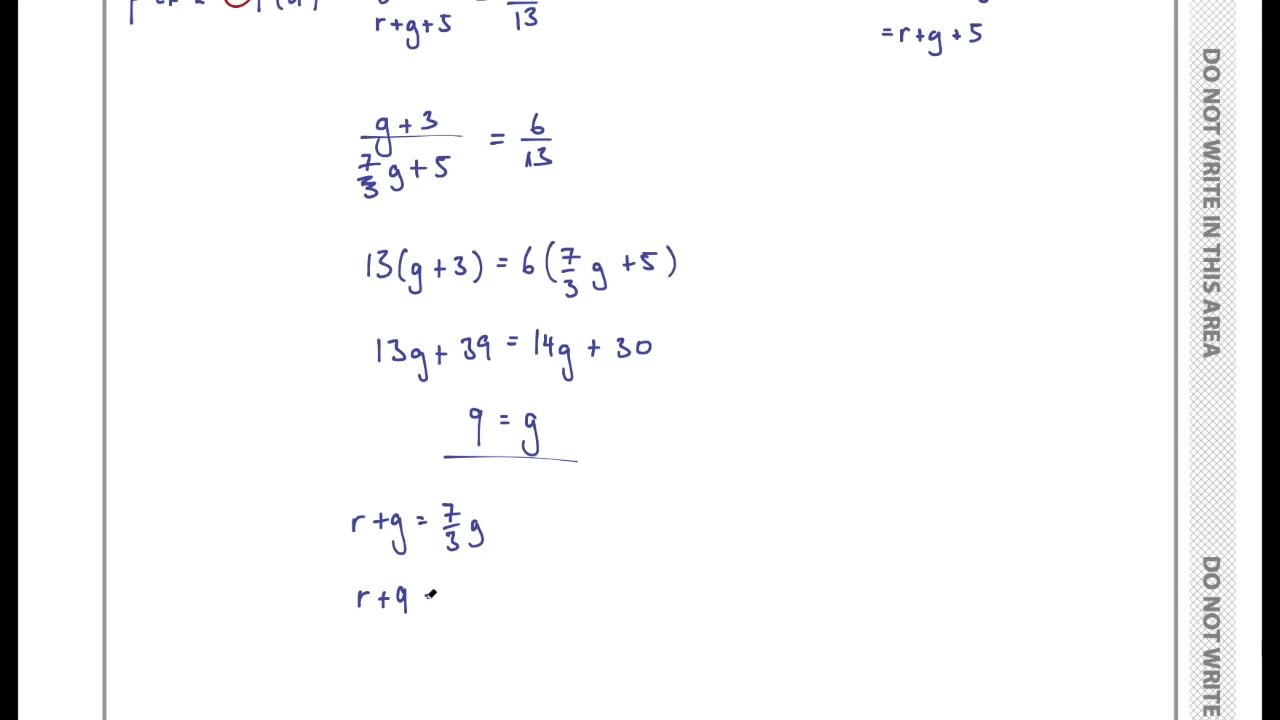 r+g+5 13
= r+g+5
g+3 / 7/3 g+5 = 6/13
13(g+3) = 6(7/3 g +5)
13g + 39 = 14g + 30
9 = g
r+g = 7/3 g
r+9
DO NOT WRITE IN THIS AREA
DO NOT WRITE